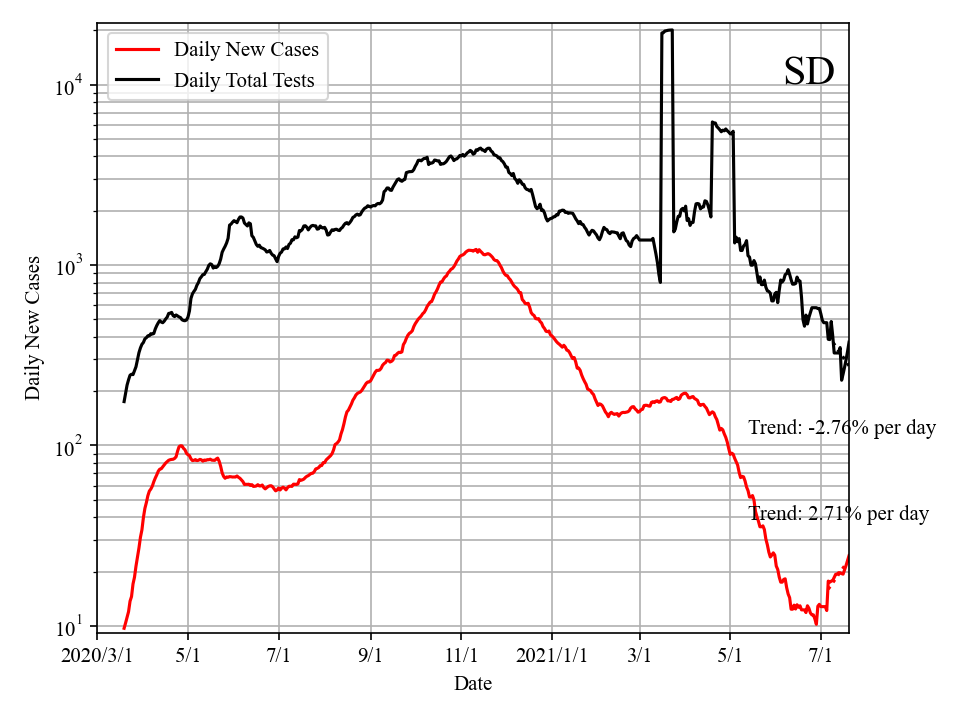 Daily New Cases
Daily Total Tests
SD
10^4
10^3
10^2
10^1
Daily New Cases
Trend: -2.76% per day
Trend: 2.71% per day
2020/3/1 5/1 7/1 9/1 11/1 2021/1/1 3/1 5/1 7/1
Date